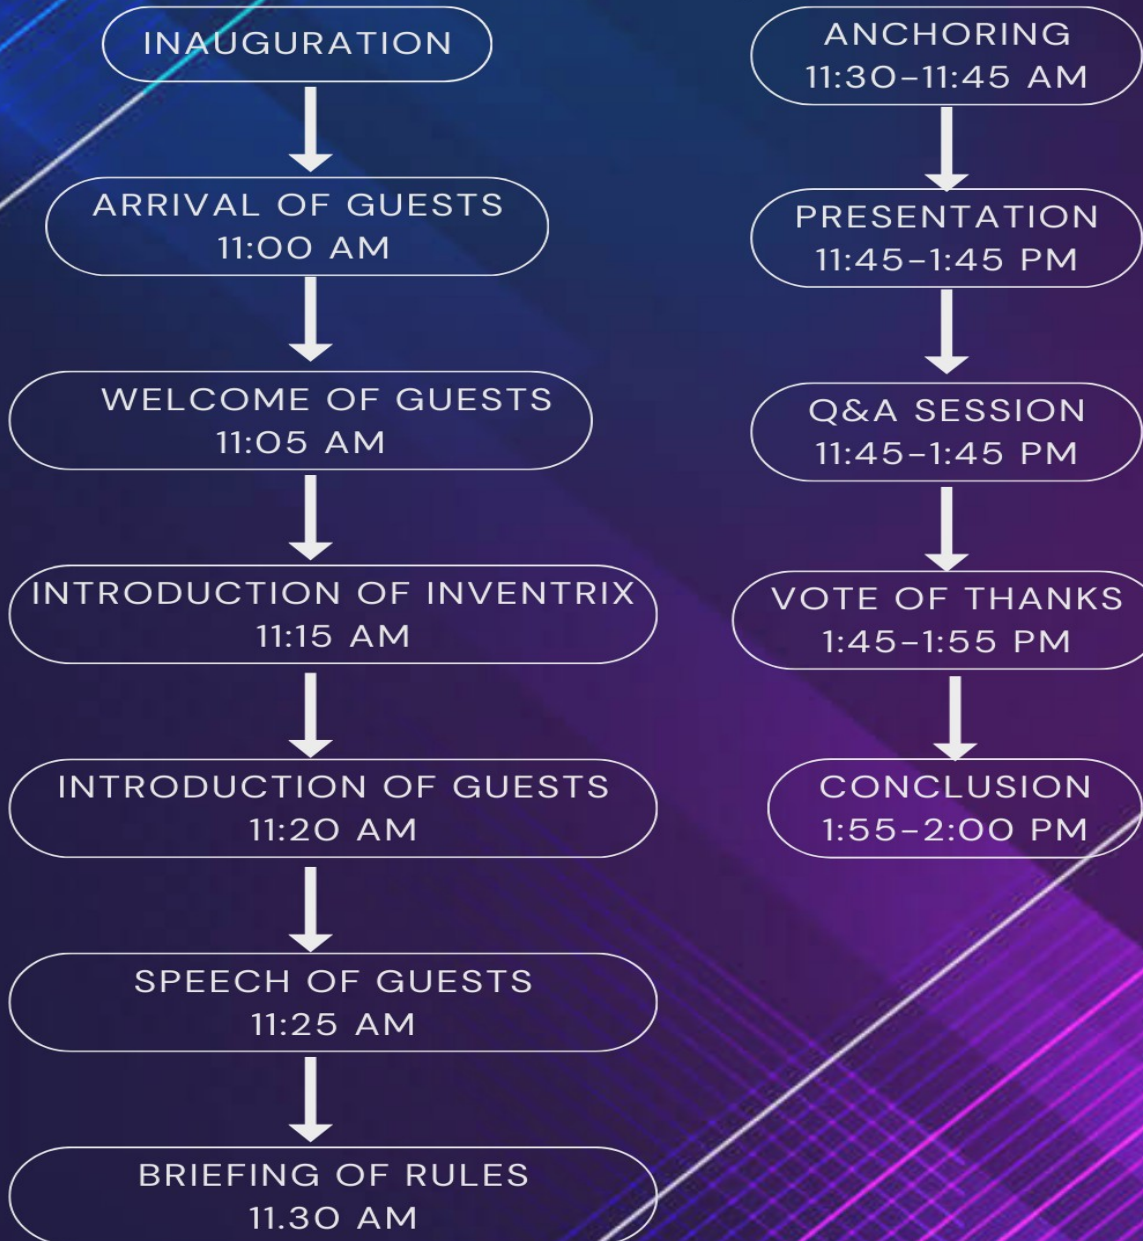 INAUGURATION
ARRIVAL OF GUESTS
11:00 AM
WELCOME OF GUESTS
11:05 AM
INTRODUCTION OF INVENTRIX
11:15 AM
INTRODUCTION OF GUESTS
11:20 AM
SPEECH OF GUESTS
11:25 AM
BRIEFING OF RULES
11.30 AM
ANCHORING
11:30-11:45 AM
PRESENTATION
11:45-1:45 PM
Q&A SESSION
11:45-1:45 PM
VOTE OF THANKS
1:45-1:55 PM
CONCLUSION
1:55-2:00 PM